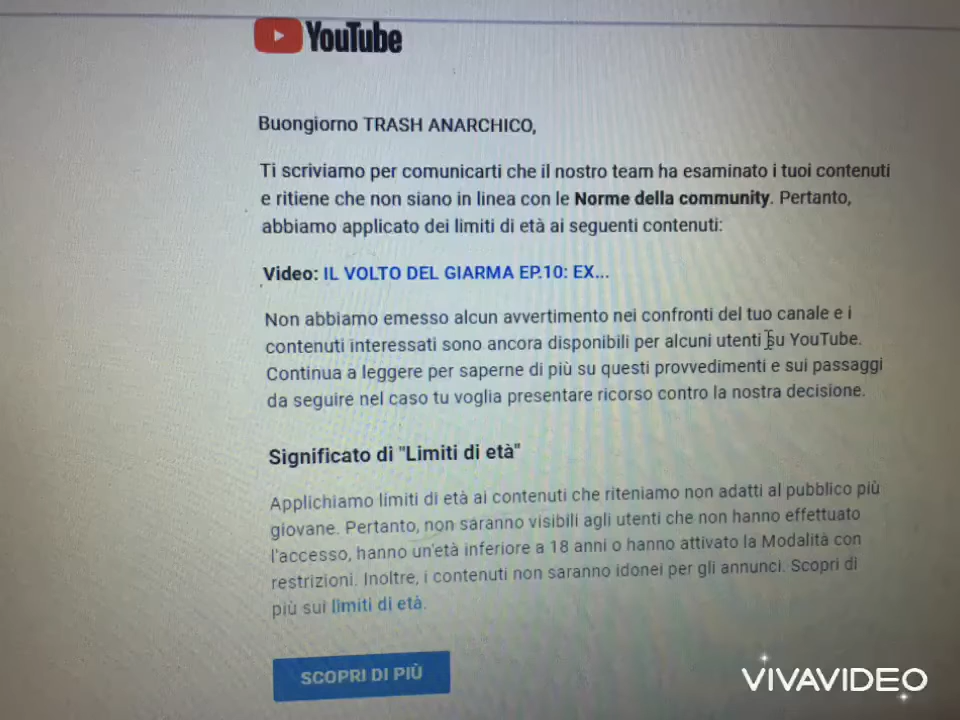 YouTube
Buongiorno TRASH ANARCHICO,
Ti scriviamo per comunicarti che il nostro team ha esaminato i tuoi contenuti
e ritiene che non siano in linea con le Norme della community. Pertanto,
abbiamo applicato dei limiti di età ai seguenti contenuti:
Video: IL VOLTO DEL GIARMA EP.10: EX...
Non abbiamo emesso alcun avvertimento nei confronti del tuo canale e i
contenuti interessati sono ancora disponibili per alcuni utenti su YouTube.
Continua a leggere per saperne di più su questi provvedimenti e sui passaggi
da seguire nel caso tu voglia presentare ricorso contro la nostra decisione.
Significato di "Limiti di età"
Applichiamo limiti di età ai contenuti che riteniamo non adatti al pubblico più
giovane. Pertanto, non saranno visibili agli utenti che non hanno effettuato
l'accesso, hanno un'età inferiore a 18 anni o hanno attivato la Modalità con
restrizioni. Inoltre, i contenuti non saranno idonei per gli annunci. Scopri di
più sui limiti di età.
SCOPRI DI PIÙ
VIVAVIDEO